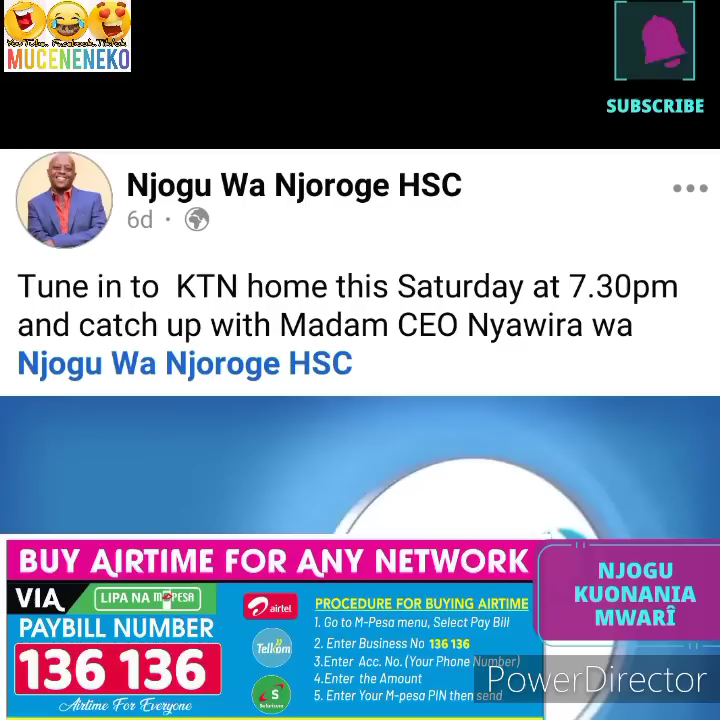 YouTube. Facebook. Tiktok
MUCENENEKO
SUBSCRIBE
Njogu Wa Njoroge HSC
6d ·
Tune in to KTN home this Saturday at 7.30pm
and catch up with Madam CEO Nyawira wa
Njogu Wa Njoroge HSC
BUY AIRTIME FOR ANY NETWORK
VIA LIPA NA M-PESA
PAYBILL NUMBER
136 136
Airtime For Everyone
airtel
Telkom
Safaricom
PROCEDURE FOR BUYING AIRTIME
1. Go to M-Pesa menu, Select Pay Bill
2. Enter Business No 136 136
3.Enter Acc. No. (Your Phone Number)
4.Enter the Amount
5. Enter Your M-pesa PIN then send
NJOGU
KUONANIA
MWARÎ
PowerDirector